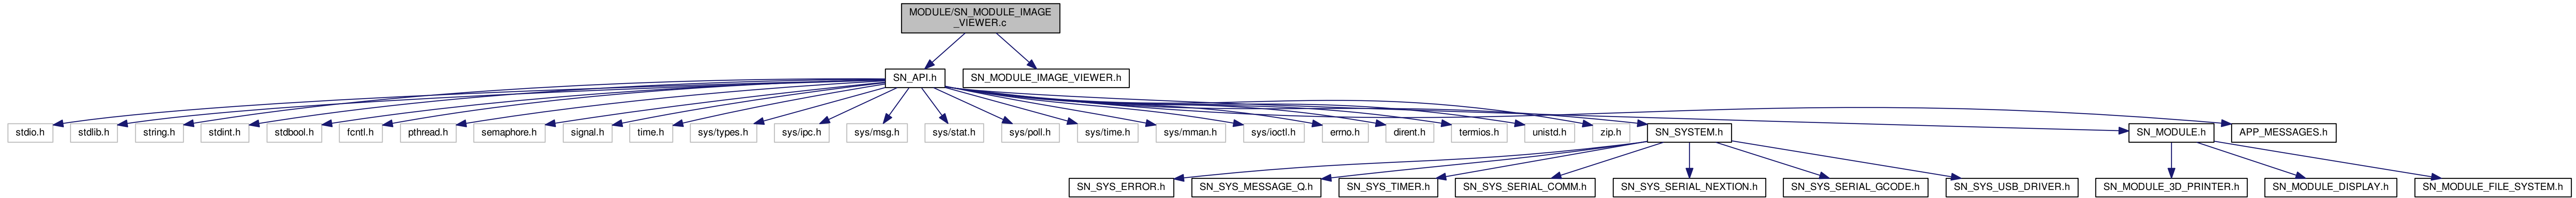 MODULE/SN_MODULE_IMAGE
_VIEWER.c
SN_API.h
SN_MODULE_IMAGE_VIEWER.h
stdio.h
stdlib.h
string.h
stdint.h
stdbool.h
fcntl.h
pthread.h
semaphore.h
signal.h
time.h
sys/types.h
sys/ipc.h
sys/msg.h
sys/stat.h
sys/poll.h
sys/time.h
sys/mman.h
sys/ioctl.h
errno.h
dirent.h
termios.h
unistd.h
zip.h
SN_SYSTEM.h
SN_MODULE.h
APP_MESSAGES.h
SN_SYS_ERROR.h
SN_SYS_MESSAGE_Q.h
SN_SYS_TIMER.h
SN_SYS_SERIAL_COMM.h
SN_SYS_SERIAL_NEXTION.h
SN_SYS_SERIAL_GCODE.h
SN_SYS_USB_DRIVER.h
SN_MODULE_3D_PRINTER.h
SN_MODULE_DISPLAY.h
SN_MODULE_FILE_SYSTEM.h